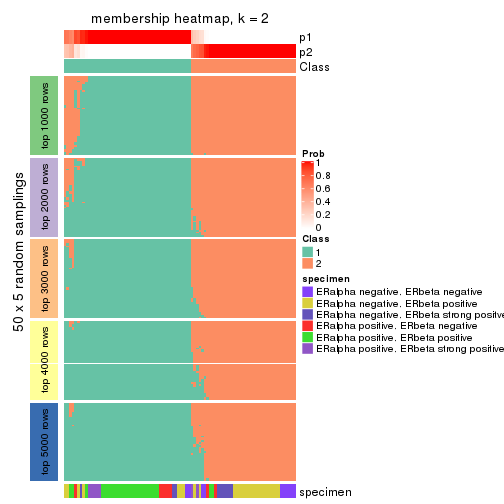 membership heatmap, k = 2
p1
p2
Class
50 x 5 random samplings
top 1000 rows
top 2000 rows
top 3000 rows
top 4000 rows
top 5000 rows
specimen
Prob
1
0.8
0.6
0.4
0.2
0
Class
1
2
specimen
ERalpha negative. ERbeta negative
ERalpha negative. ERbeta positive
ERalpha negative. ERbeta strong positive
ERalpha positive. ERbeta negative
ERalpha positive. ERbeta positive
ERalpha positive. ERbeta strong positive